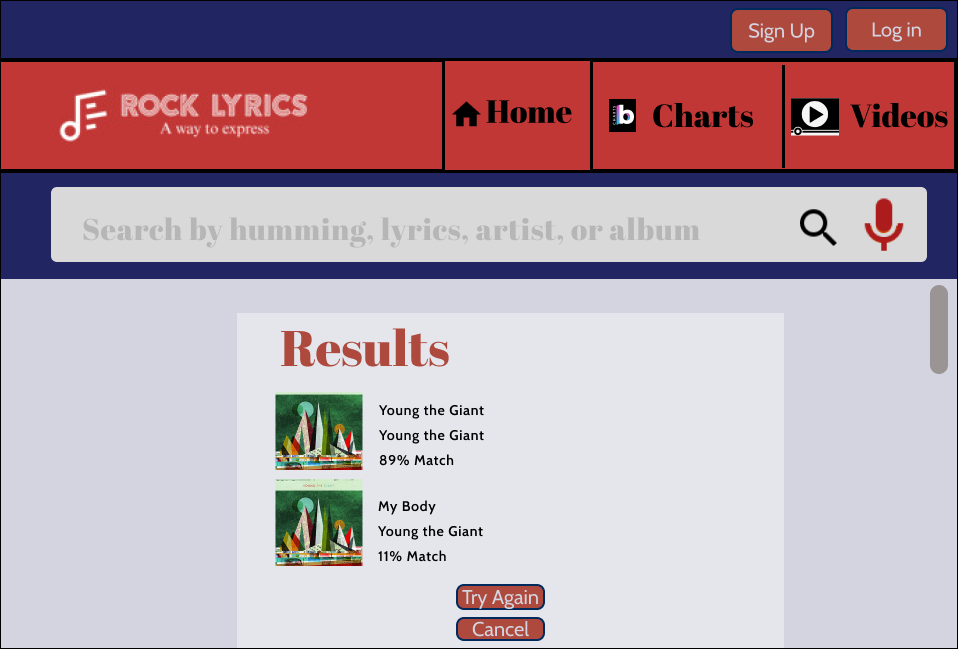 Sign Up
Log in
ROCK LYRICS
A way to express
Home
CHARTS
b
Charts
Videos
Search by humming, lyrics, artist, or album
Results
Young the Giant
Young the Giant
89% Match
My Body
Young the Giant
11% Match
Try Again
Cancel